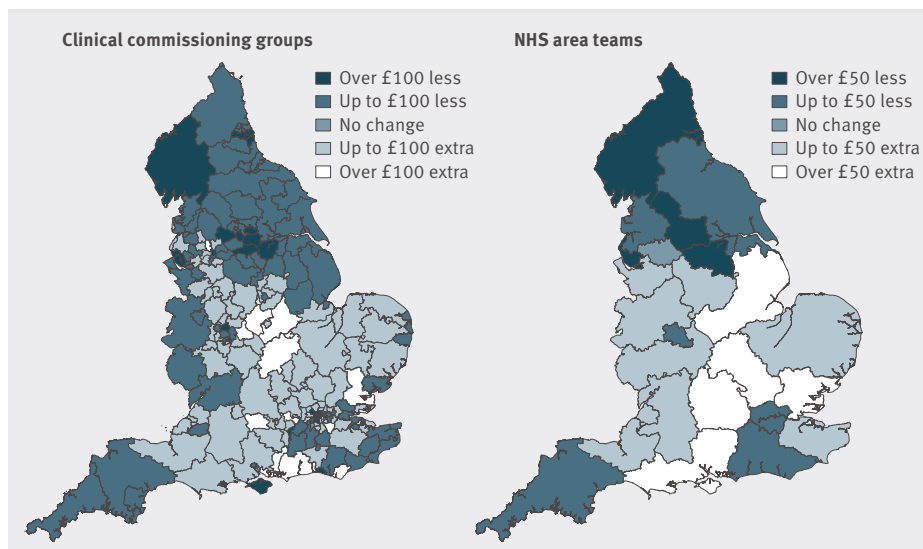 Clinical commissioning groups
Over £100 less
Up to £100 less
No change
Up to £100 extra
Over £100 extra
NHS area teams
Over £50 less
Up to £50 less
No change
Up to £50 extra
Over £50 extra